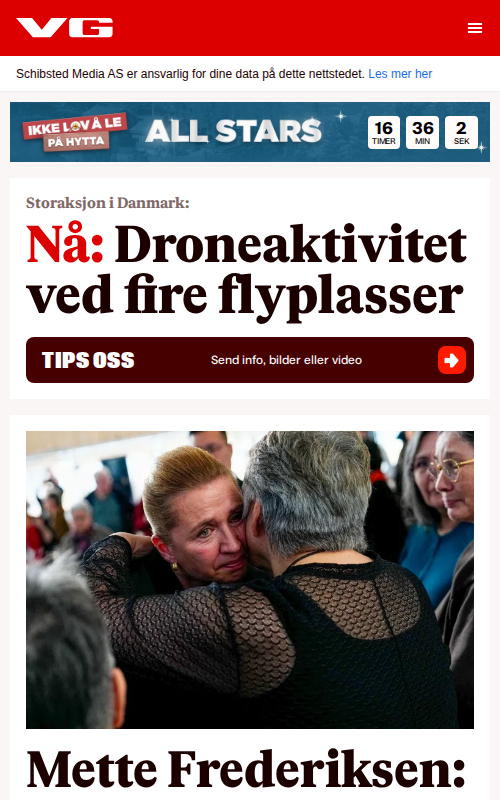 VG
Schibsted Media AS er ansvarlig for dine data på dette nettstedet. Les mer her
IKKE LOV Å LE
PÅ HYTTA
ALL STARS
16 36 2
TIMER MIN SEK
Storaksjon i Danmark:
Nå: Droneaktivitet
ved fire flyplasser
TIPS OSS
Send info, bilder eller video
Mette Frederiksen: